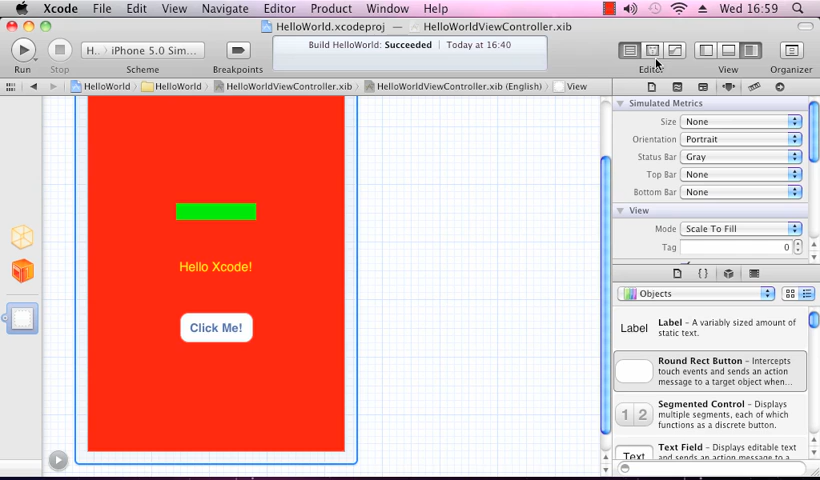 Xcode File Edit View Navigate Editor Product Window Help Wed 16:59
HelloWorld.xcodeproj — HelloWorldViewController.xib
H... iPhone 5.0 Sim...
Build HelloWorld: Succeeded Today at 16:40
Run Stop Scheme Breakpoints Editor View Organizer
HelloWorld HelloWorld HelloWorldViewController.xib HelloWorldViewController.xib (English) View
Hello Xcode!
Click Me!
Simulated Metrics
Size None
Orientation Portrait
Status Bar Gray
Top Bar None
Bottom Bar None
View
Mode Scale To Fill
Tag 0
Objects
Label
Label – A variably sized amount of
static text.
Round Rect Button – Intercepts
touch events and sends an action
message to a target object when...
1 2
Segmented Control – Displays
multiple segments, each of which
functions as a discrete button.
Text
Text Field – Displays editable text
and sends an action message to a